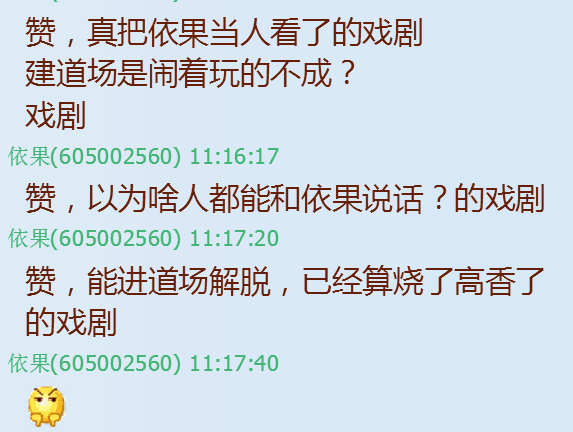 赞，真把依果当人看了的戏剧
建道场是闹着玩的不成？
戏剧
依果(605002560) 11:16:17
赞，以为啥人都能和依果说话？的戏剧
依果(605002560) 11:17:20
赞，能进道场解脱，已经算烧了高香了
的戏剧
依果(605002560) 11:17:40